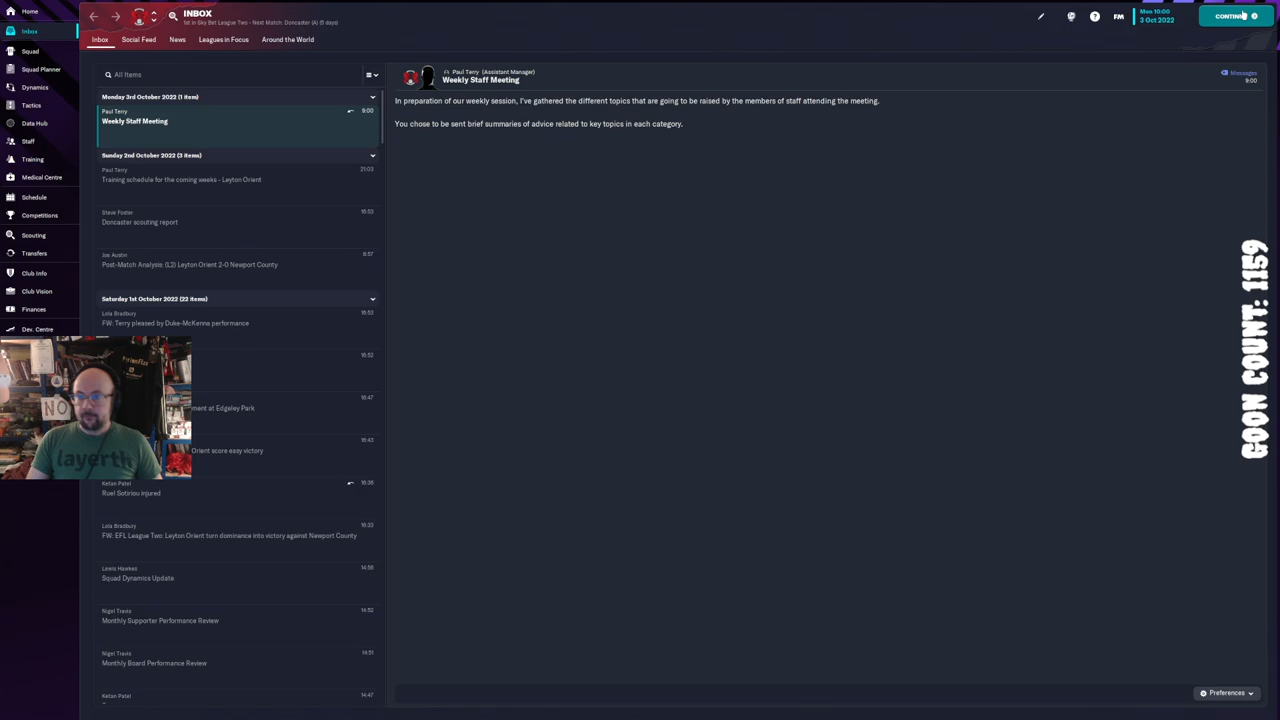 Home
Inbox
Squad
Squad Planner
Dynamics
Tactics
Data Hub
Staff
Training
Medical Centre
Schedule
Competitions
Scouting
Transfers
Club Info
Club Vision
Finances
Dev. Centre
INBOX
1st in Sky Bet League Two - Next Match: Doncaster (A) (5 days)
FM
Mon 10:00
3 Oct 2022
CONTINUE
Inbox
Social Feed
News
Leagues in Focus
Around the World
All Items
Monday 3rd October 2022 (1 item)
Paul Terry
9:00
Weekly Staff Meeting
Sunday 2nd October 2022 (3 items)
Paul Terry
21:03
Training schedule for the coming weeks - Leyton Orient
Steve Foster
16:53
Doncaster scouting report
Joe Austin
8:57
Post-Match Analysis: (L2) Leyton Orient 2-0 Newport County
Saturday 1st October 2022 (22 items)
Lola Bradbury
16:53
FW: Terry pleased by Duke-McKenna performance
16:52
16:47
ment at Edgeley Park
16:43
Orient score easy victory
Ketan Patel
16:36
Ruel Sotiriou injured
Lola Bradbury
16:33
FW: EFL League Two: Leyton Orient turn dominance into victory against Newport County
Lewis Hawkes
14:56
Squad Dynamics Update
Nigel Travis
14:52
Monthly Supporter Performance Review
Nigel Travis
14:51
Monthly Board Performance Review
Ketan Patel
14:47
Paul Terry (Assistant Manager)
Weekly Staff Meeting
Messages
9:00
In preparation of our weekly session, I've gathered the different topics that are going to be raised by the members of staff attending the meeting.
You chose to be sent brief summaries of advice related to key topics in each category.
Preferences
GOON COUNT: 1159
NO
layerth